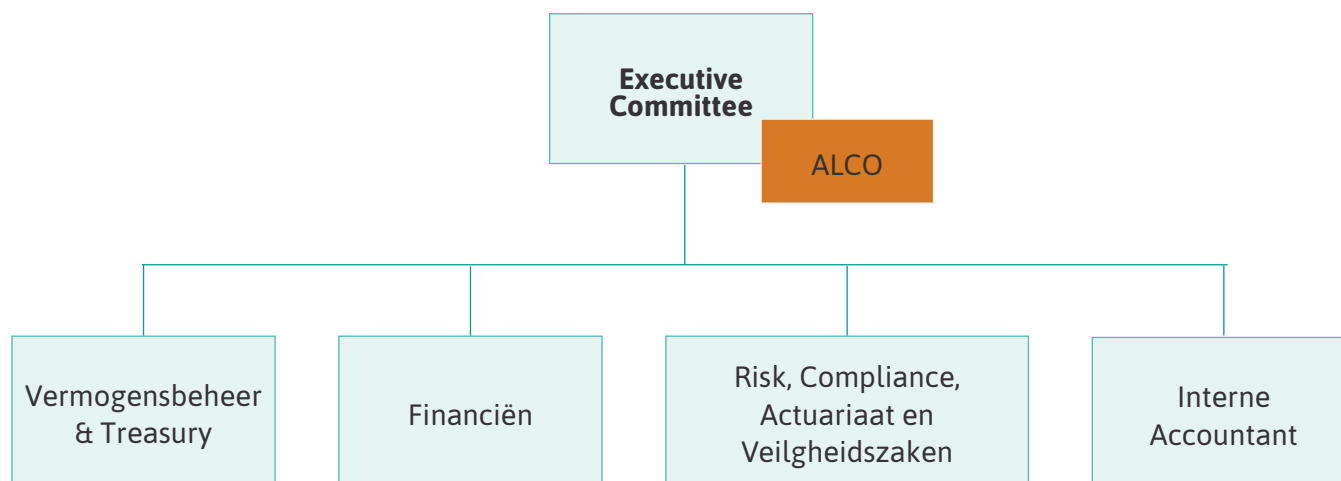 Executive
Committee
ALCO
Vermogensbeheer
& Treasury
Financiën
Risk, Compliance,
Actuariaat en
Veilgheidszaken
Interne
Accountant